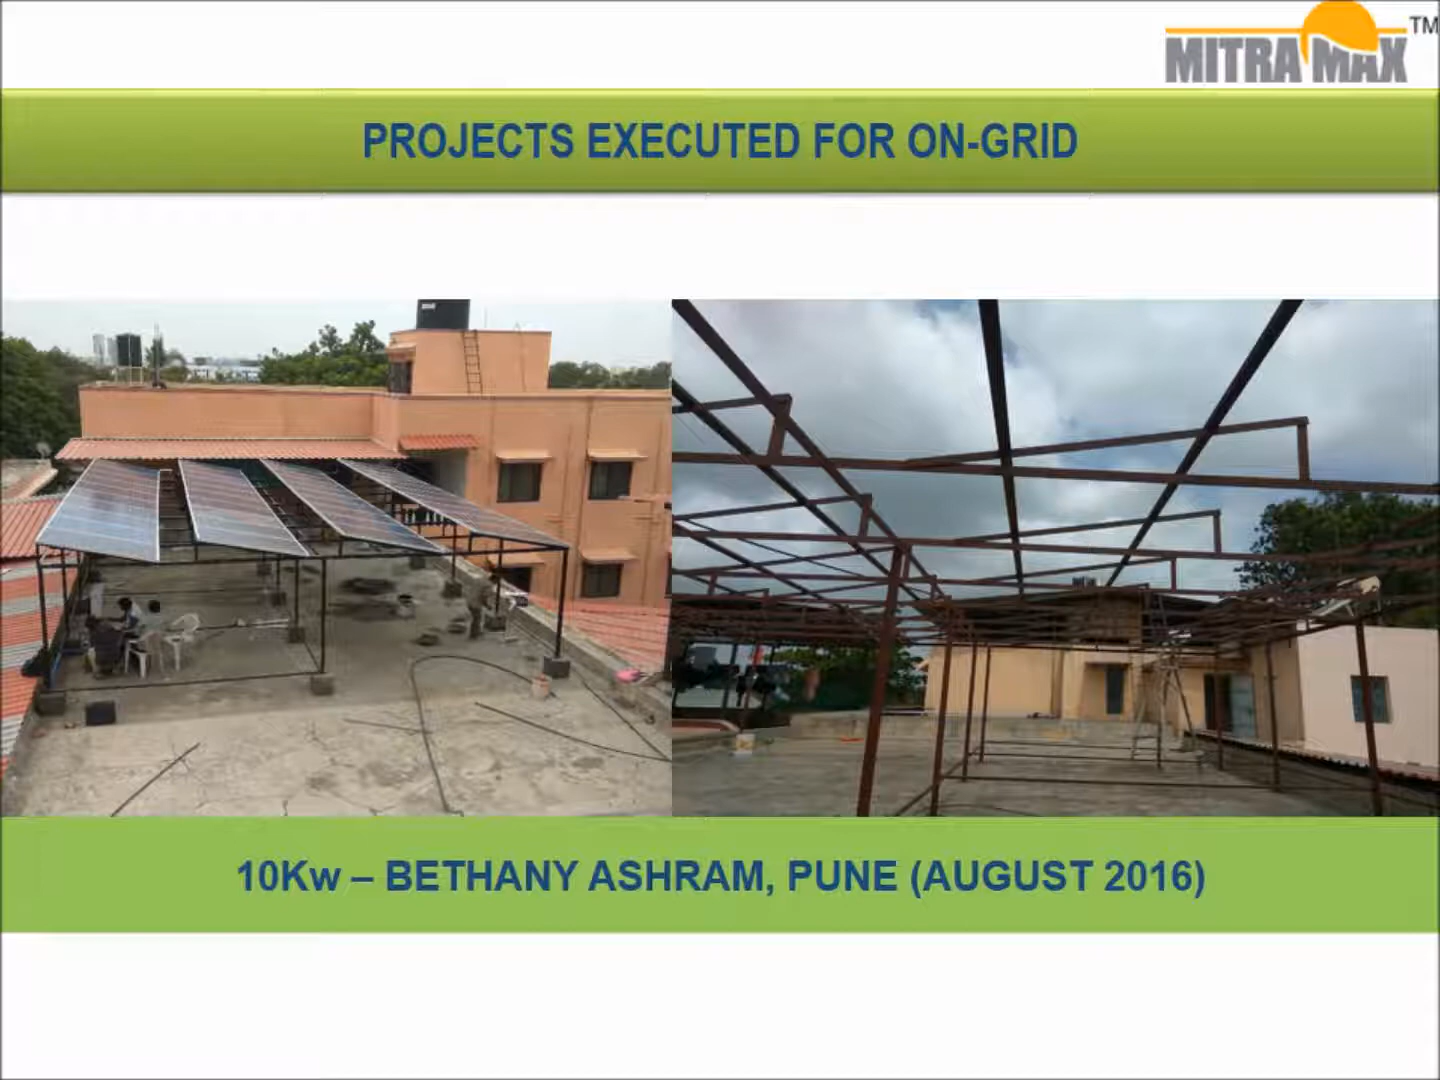 MITRA MAX TM
PROJECTS EXECUTED FOR ON-GRID
10Kw – BETHANY ASHRAM, PUNE (AUGUST 2016)